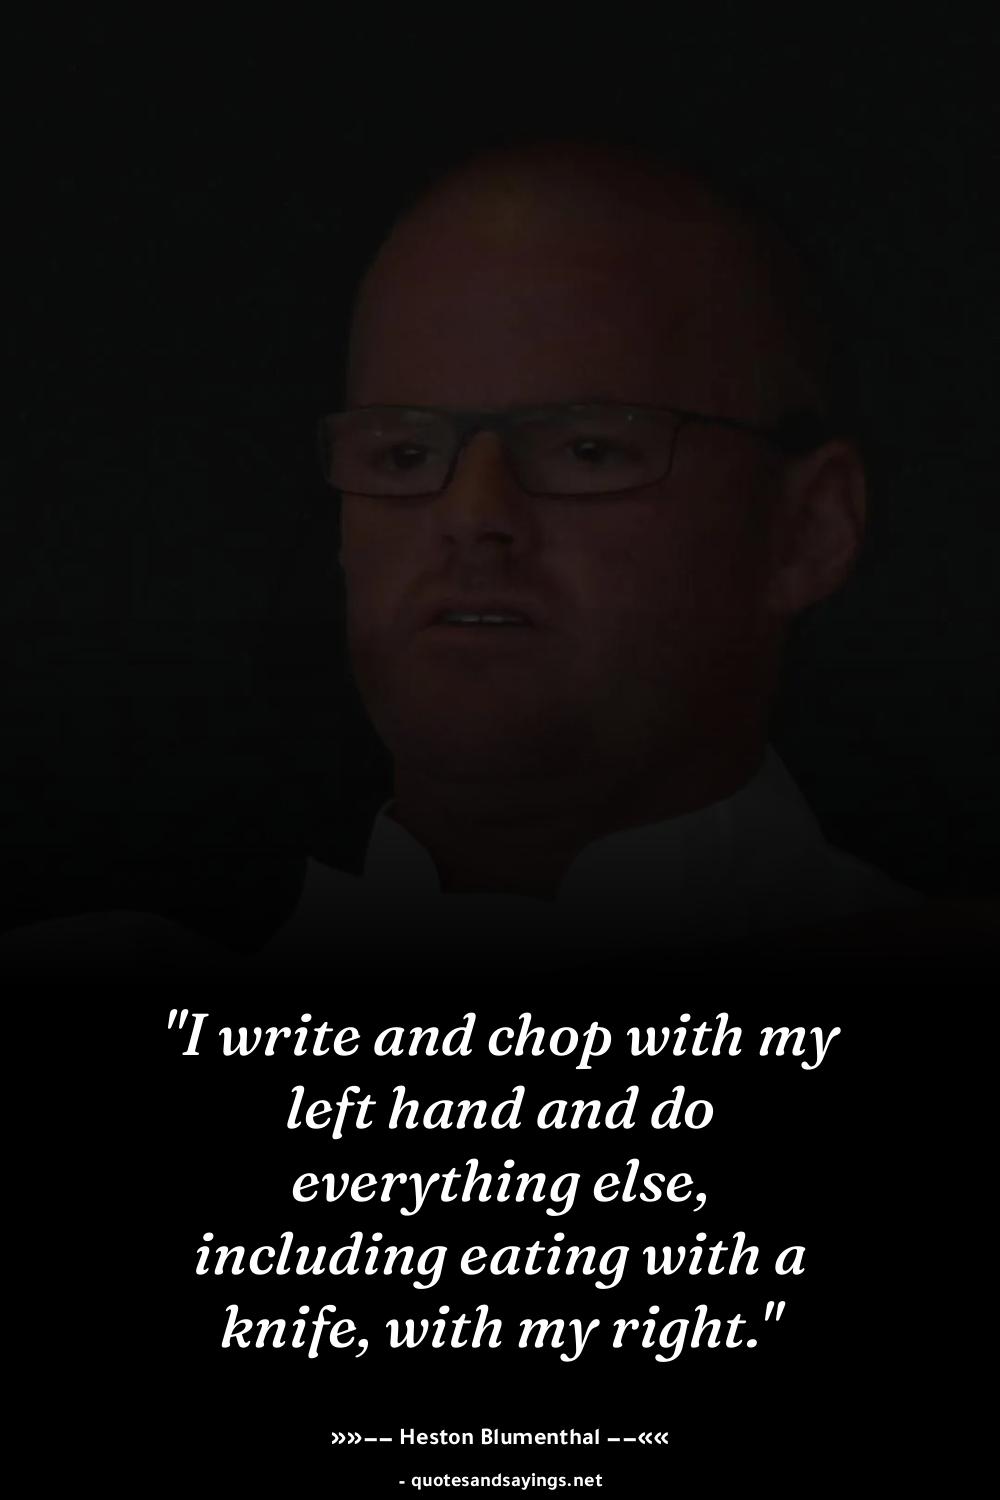 "I write and chop with my
left hand and do
everything else,
including eating with a
knife, with my right."
»»–– Heston Blumenthal ––««
- quotesandsayings.net